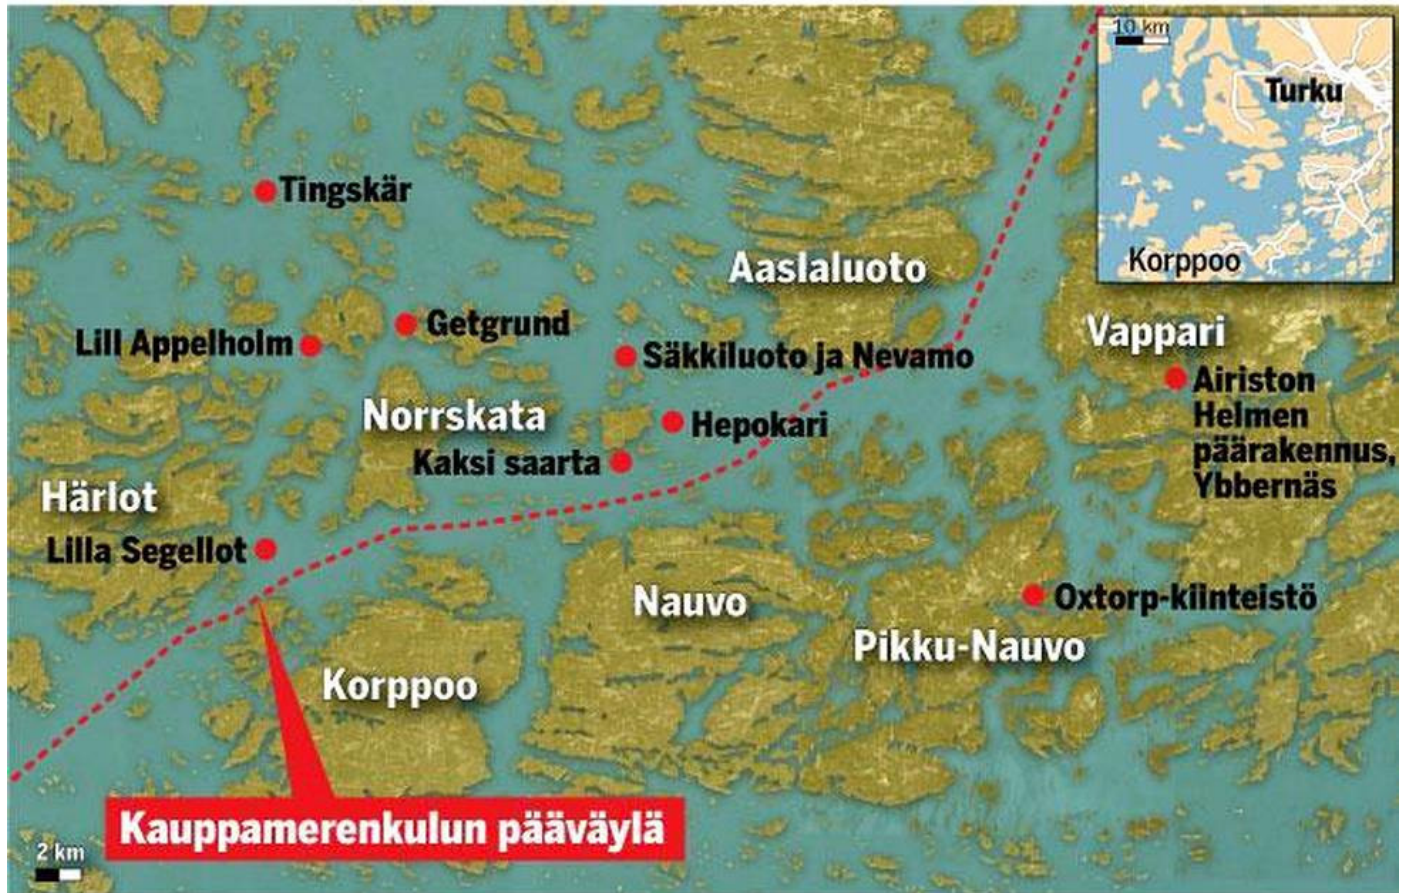 10 km
Turku
Korppoo
Tingskär
Aaslaluoto
Getgrund
Lill Appelholm
Säkkiluoto ja Nevamo
Vappari
Airiston
Helmen
päärakennus,
Ybbernäs
Norrskata
Hepokari
Kaksi saarta
Härlot
Lilla Segellot
Nauvo
Oxtorp-kiinteistö
Pikku-Nauvo
Korppoo
Kauppamerenkulun pääväylä
2 km